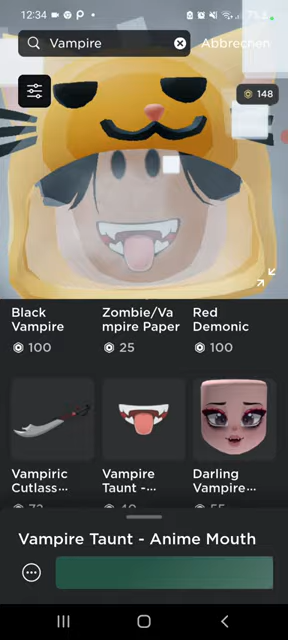 12:34
7%
Vampire
Abbrechen
148
Black Vampire
Zombie/Va
mpire Paper
Red Demonic
100
25
100
Vampiric Cutlass...
Vampire Taunt -...
Darling Vampire...
Vampire Taunt - Anime Mouth